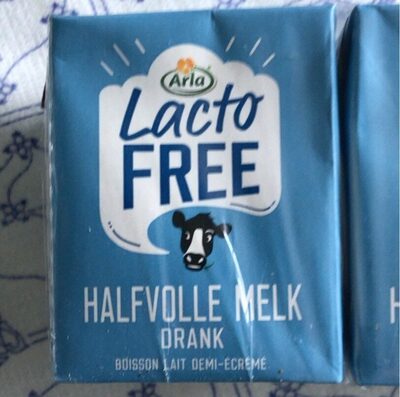 Arla
Lacto
FREE
HALFVOLLE MELK
DRANK
BOISSON LAIT DEMI-ÉCRÉMÉ
H